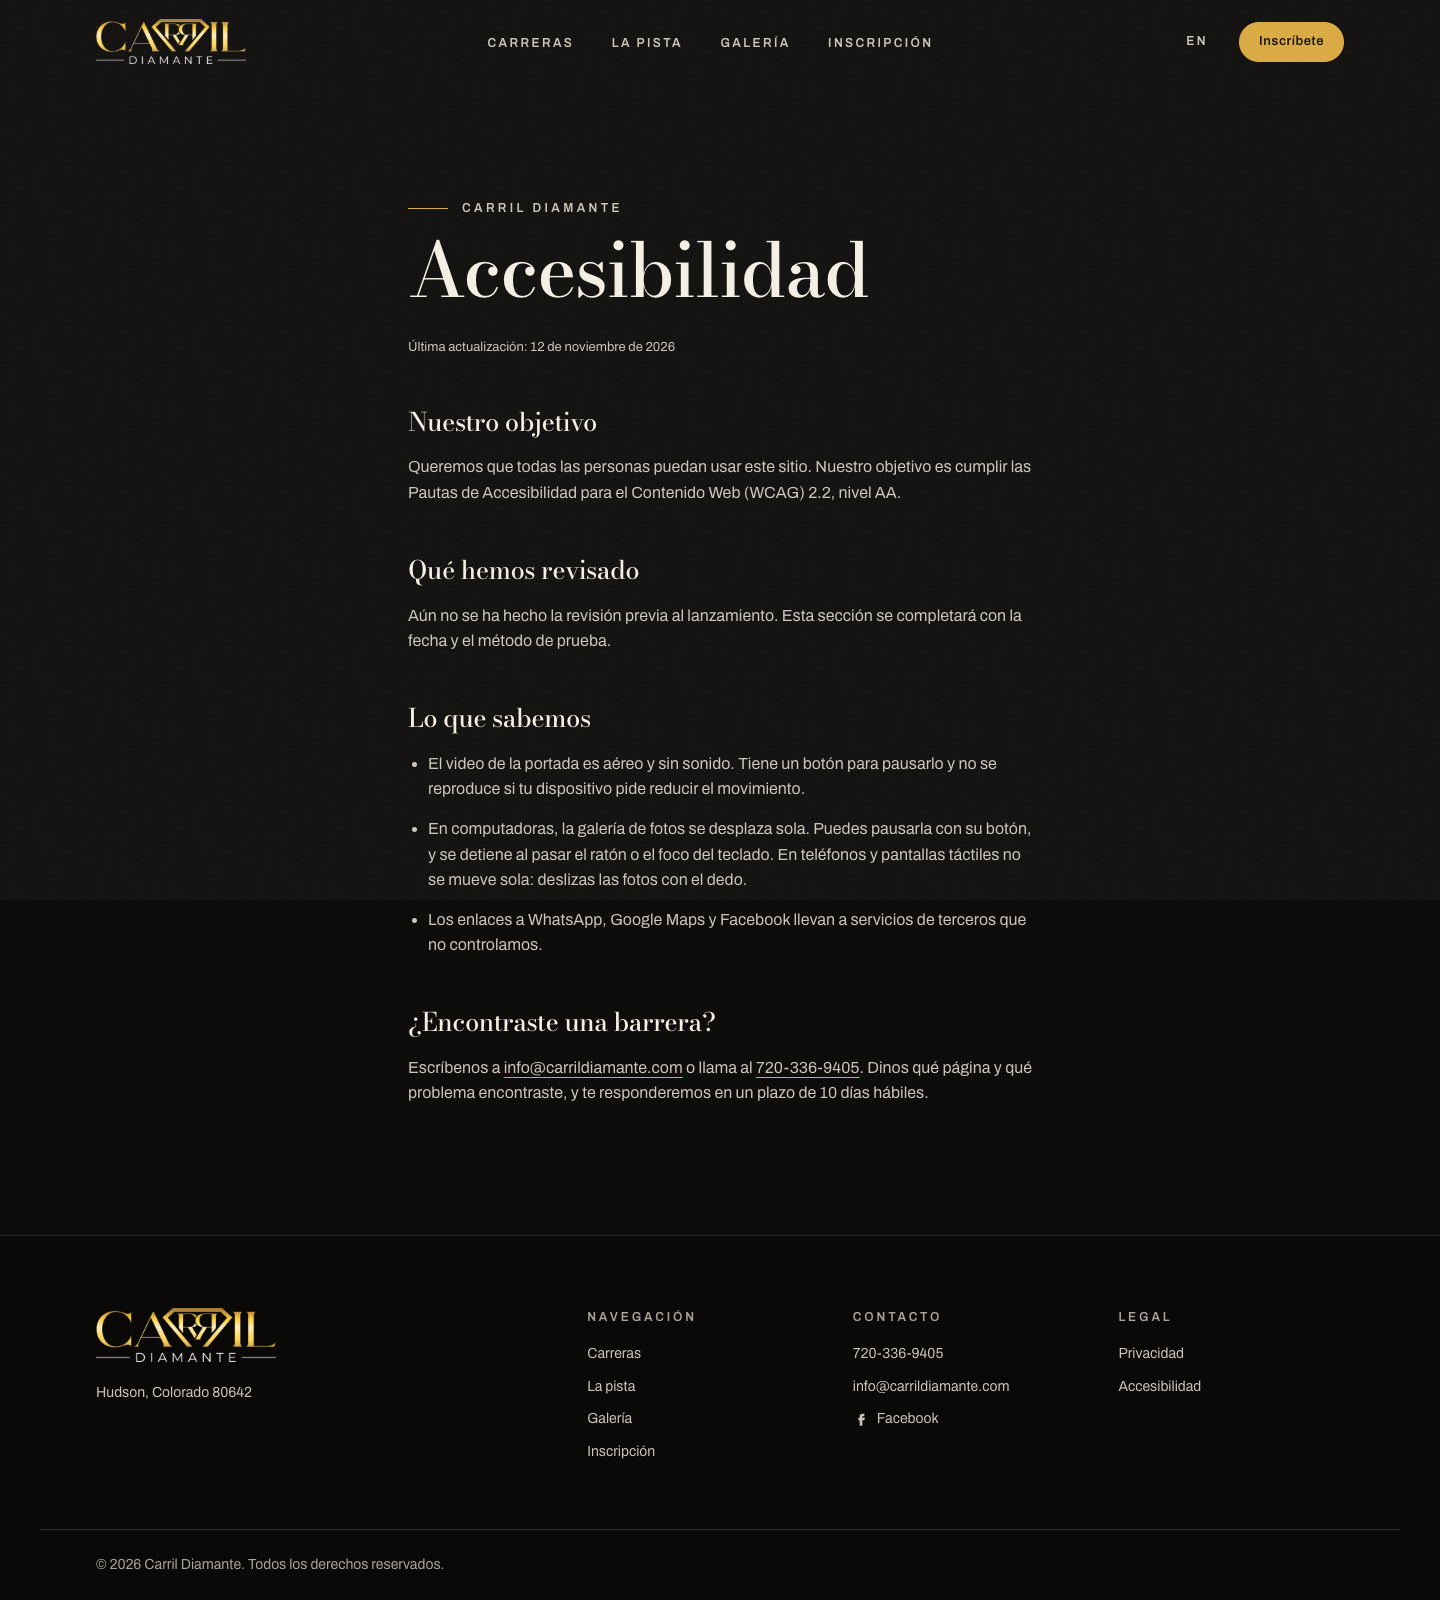 CARRIL
DIAMANTE
CARRERAS LA PISTA GALERÍA INSCRIPCIÓN
EN Inscríbete
CARRIL DIAMANTE
Accesibilidad
Última actualización: 12 de noviembre de 2026
Nuestro objetivo
Queremos que todas las personas puedan usar este sitio. Nuestro objetivo es cumplir las
Pautas de Accesibilidad para el Contenido Web (WCAG) 2.2, nivel AA.
Qué hemos revisado
Aún no se ha hecho la revisión previa al lanzamiento. Esta sección se completará con la
fecha y el método de prueba.
Lo que sabemos
• El video de la portada es aéreo y sin sonido. Tiene un botón para pausarlo y no se
reproduce si tu dispositivo pide reducir el movimiento.
• En computadoras, la galería de fotos se desplaza sola. Puedes pausarla con su botón,
y se detiene al pasar el ratón o el foco del teclado. En teléfonos y pantallas táctiles no
se mueve sola: deslizas las fotos con el dedo.
• Los enlaces a WhatsApp, Google Maps y Facebook llevan a servicios de terceros que
no controlamos.
¿Encontraste una barrera?
Escríbenos a info@carrildiamante.com o llama al 720-336-9405. Dinos qué página y qué
problema encontraste, y te responderemos en un plazo de 10 días hábiles.
CARRIL
DIAMANTE
Hudson, Colorado 80642
NAVEGACIÓN
Carreras
La pista
Galería
Inscripción
CONTACTO
720-336-9405
info@carrildiamante.com
Facebook
LEGAL
Privacidad
Accesibilidad
© 2026 Carril Diamante. Todos los derechos reservados.